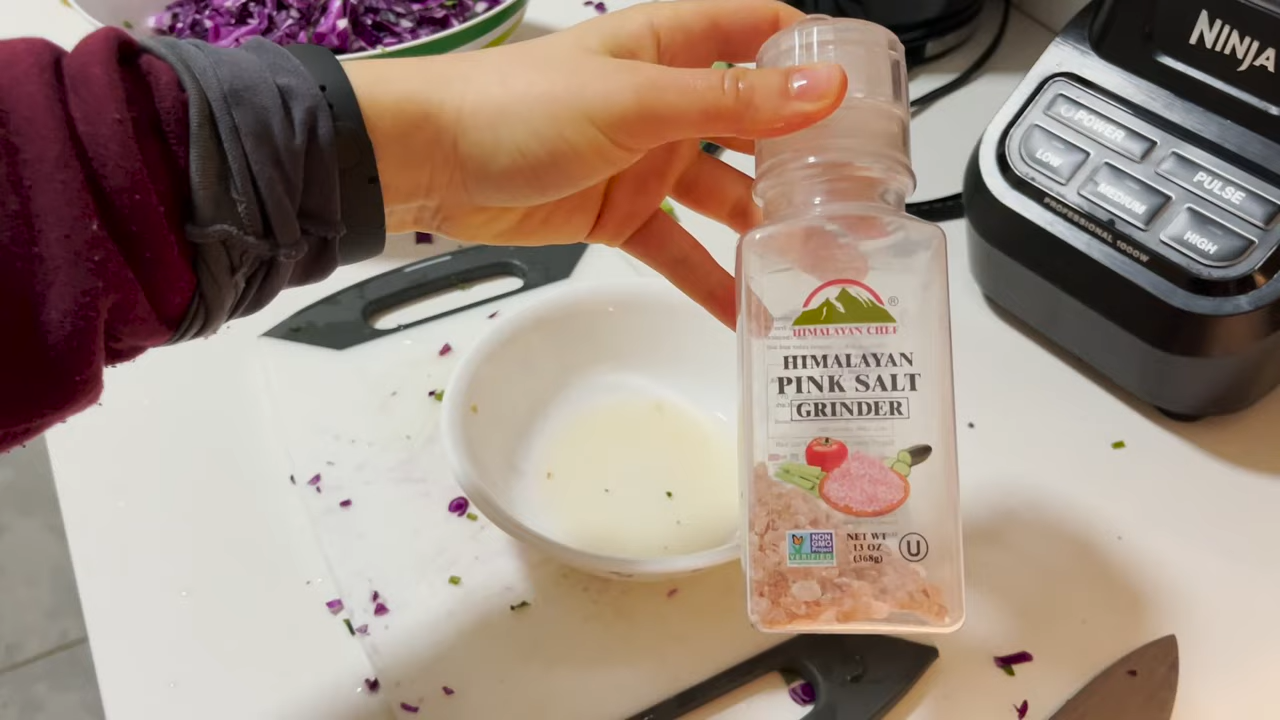 NINJA
POWER
LOW
MEDIUM
PULSE
HIGH
PROFESSIONAL 1000W
®
HIMALAYAN CHEF
HIMALAYAN
PINK SALT
GRINDER
NON
GMO
Project
VERIFIED
NET WT
13 OZ
(368g)
U